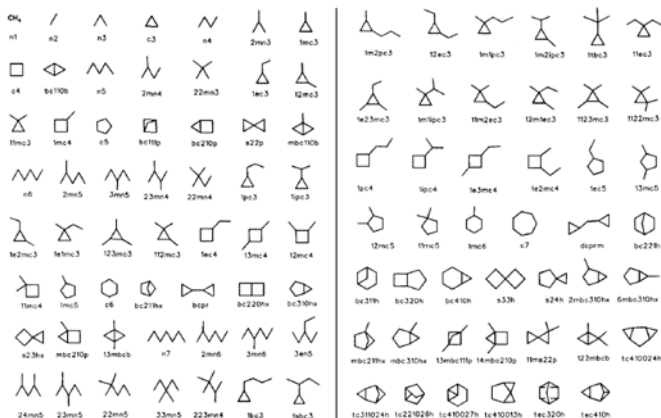 CH4
n1 n2 n3 c3 n4 2mn3 1mc3
c4 bc110b n5 2mn4 22mn3 1ec3 12mc3
11mc3 1mc4 c5 bc111p bc210p s22p mbc110b
n6 2mn5 3mn5 23mn4 22mn4 1pc3 1ipc3
1e2mc3 1e1mc3 123mc3 112mc3 1ec4 13mc4 12mc4
11mc4 1mc5 c6 bc211hx bcpr bc220hx bc310hx
s23hx mbc210p 13mbcb n7 2mn6 3mn6 3en5
24mn5 23mn5 22mn5 33mn5 223mn4 1bc3
1m2pc3 12ec3 1m1pc3 1m2ipc3 11bc3 11ec3
1e23mc3 1m1ipc3 11m2ec3 12m1ec3 1123mc3 1122mc3
1pc4 1ipc4 1e3mc4 1e2mc4 1ec5 13mc5
12mc5 11mc5 1mc6 c7 dcprm bc221h
bc311h bc320h bc410h s33h s24h 2mbc310hx 6mbc310hx
mbc211hx mbc310hx 13mbc111p 14mbc210p 11ms22p 122mbcb tc410024h
tc311024h tc221026h tc410027h tc410013h tec320h tec410h